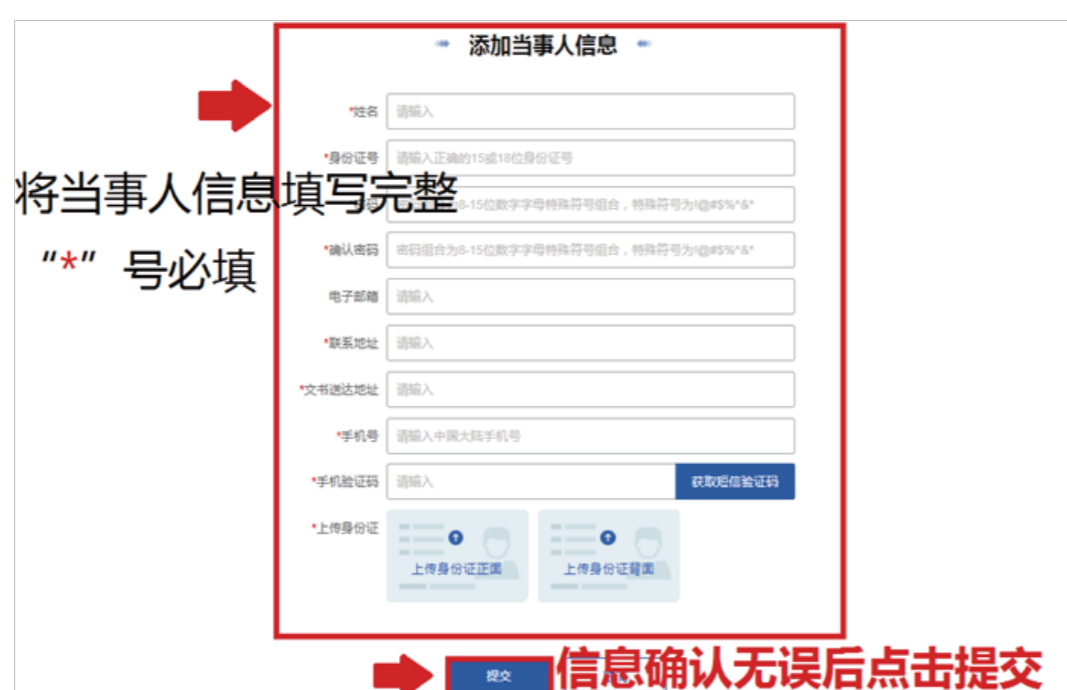 添加当事人信息
*姓名 请输入
*身份证号 请输入正确的15或18位身份证号
将当事人信息填写完整
8-15位数字字母特殊符号组合，特殊符号为!@#$%^&*
“*”号必填
*确认密码 密码组合为8-15位数字字母特殊符号组合，特殊符号为!@#$%^&*
电子邮箱 请输入
*联系地址 请输入
*文书送达地址 请输入
*手机号 请输入中国大陆手机号
*手机验证码 请输入 获取短信验证码
*上传身份证 上传身份证正面 上传身份证背面
提交 信息确认无误后点击提交